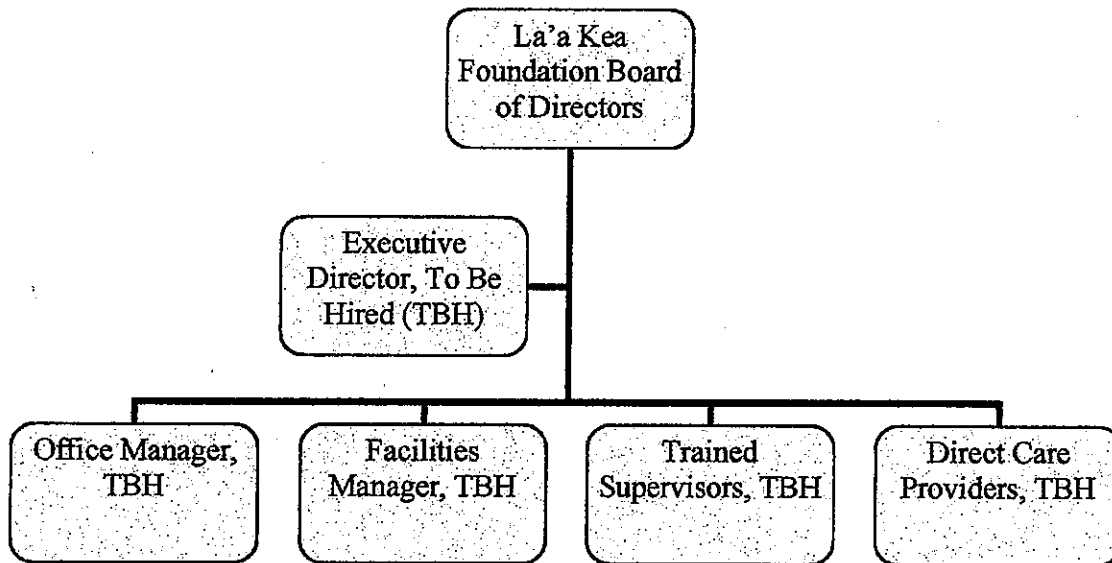 La'a Kea
Foundation Board
of Directors
Executive
Director, To Be
Hired (TBH)
Office Manager,
TBH
Facilities
Manager, TBH
Trained
Supervisors, TBH
Direct Care
Providers, TBH